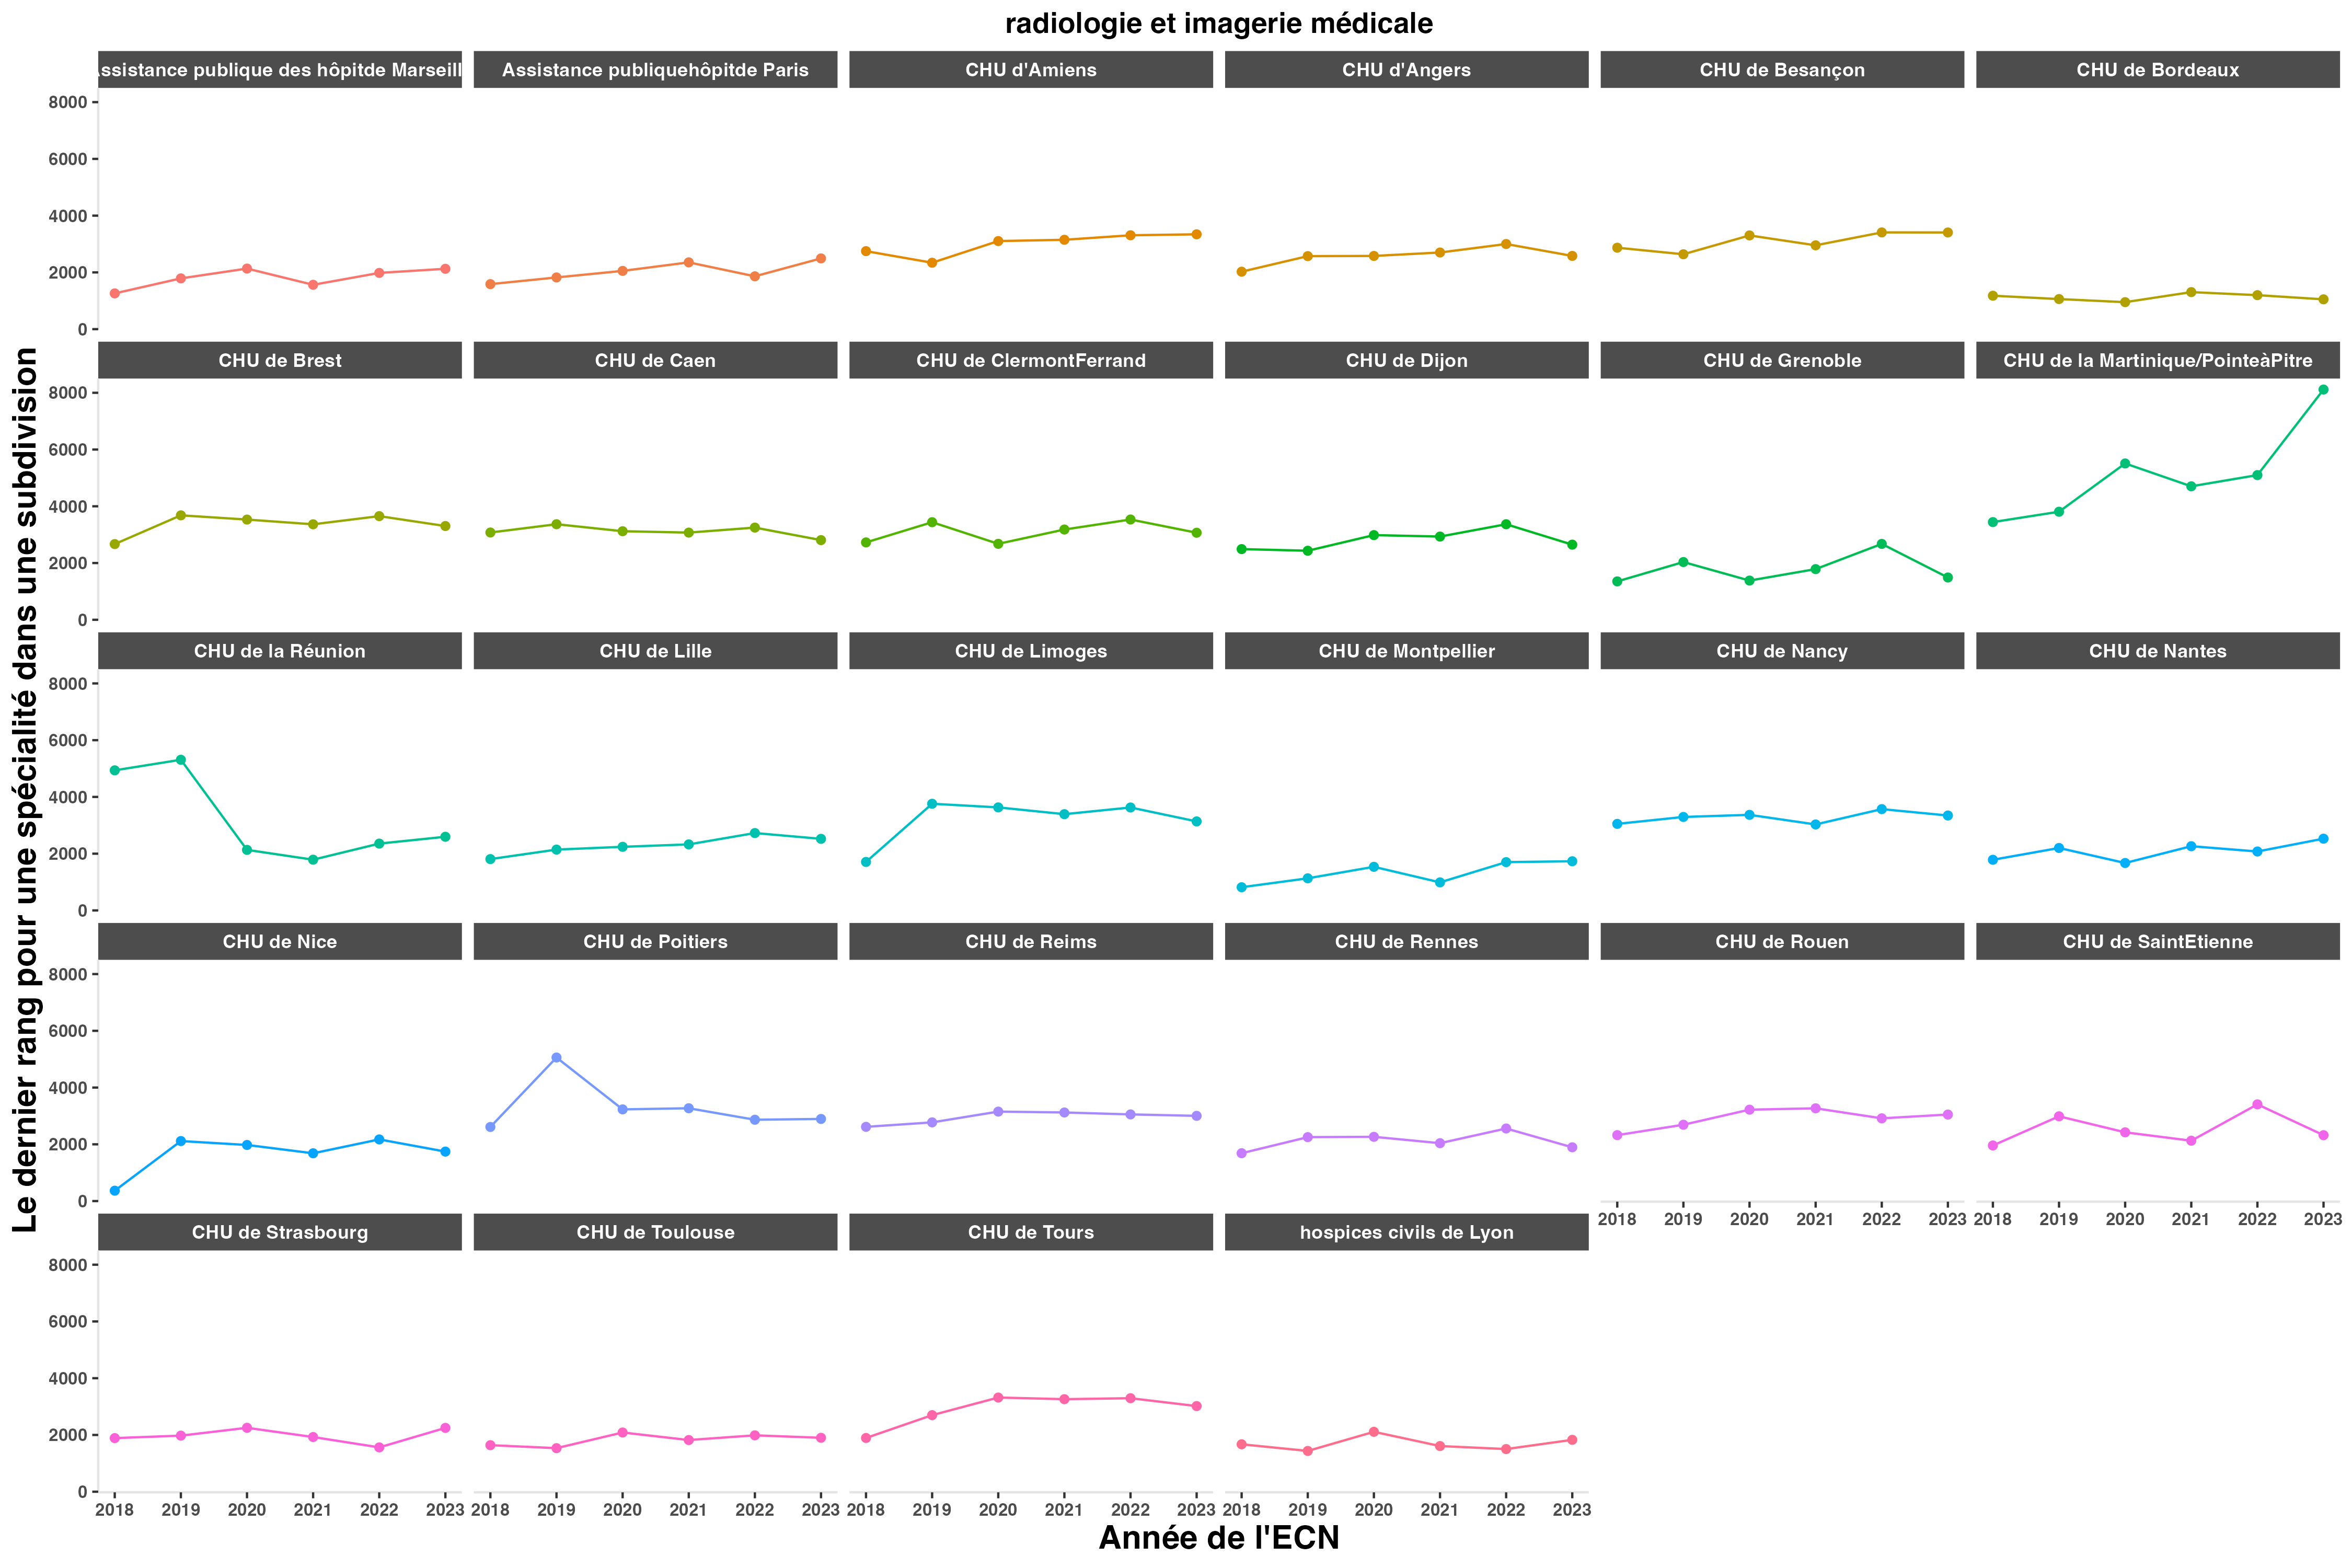 radiologie et imagerie médicale
ssistance publique des hôpitde Marseill
Assistance publiquehôpitde Paris
CHU d'Amiens
CHU d'Angers
CHU de Besançon
CHU de Bordeaux
8000
6000
4000
2000
0
CHU de Brest
CHU de Caen
CHU de ClermontFerrand
CHU de Dijon
CHU de Grenoble
CHU de la Martinique/PointeàPitre
8000
6000
4000
2000
0
CHU de la Réunion
CHU de Lille
CHU de Limoges
CHU de Montpellier
CHU de Nancy
CHU de Nantes
8000
6000
4000
2000
0
CHU de Nice
CHU de Poitiers
CHU de Reims
CHU de Rennes
CHU de Rouen
CHU de SaintEtienne
8000
6000
4000
2000
0
2018 2019 2020 2021 2022 2023
2018 2019 2020 2021 2022 2023
CHU de Strasbourg
CHU de Toulouse
CHU de Tours
hospices civils de Lyon
8000
6000
4000
2000
0
2018 2019 2020 2021 2022 2023
2018 2019 2020 2021 2022 2023
2018 2019 2020 2021 2022 2023
2018 2019 2020 2021 2022 2023
Année de l'ECN
Le dernier rang pour une spécialité dans une subdivision